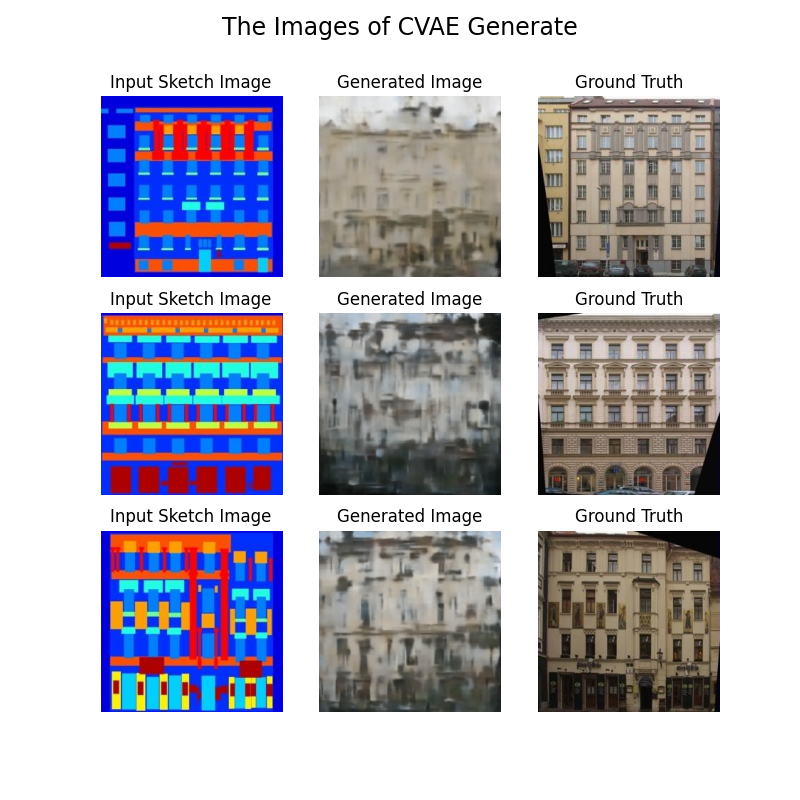 The Images of CVAE Generate
Input Sketch Image
Generated Image
Ground Truth
Input Sketch Image
Generated Image
Ground Truth
Input Sketch Image
Generated Image
Ground Truth